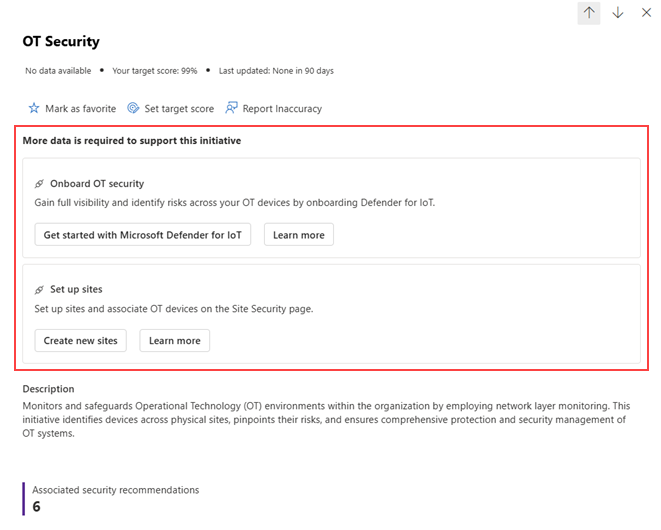 OT Security
No data available • Your target score: 99% • Last updated: None in 90 days
Mark as favorite Set target score Report Inaccuracy
More data is required to support this initiative
Onboard OT security
Gain full visibility and identify risks across your OT devices by onboarding Defender for IoT.
Get started with Microsoft Defender for IoT Learn more
Set up sites
Set up sites and associate OT devices on the Site Security page.
Create new sites Learn more
Description
Monitors and safeguards Operational Technology (OT) environments within the organization by employing network layer monitoring. This
initiative identifies devices across physical sites, pinpoints their risks, and ensures comprehensive protection and security management of
OT systems.
Associated security recommendations
6